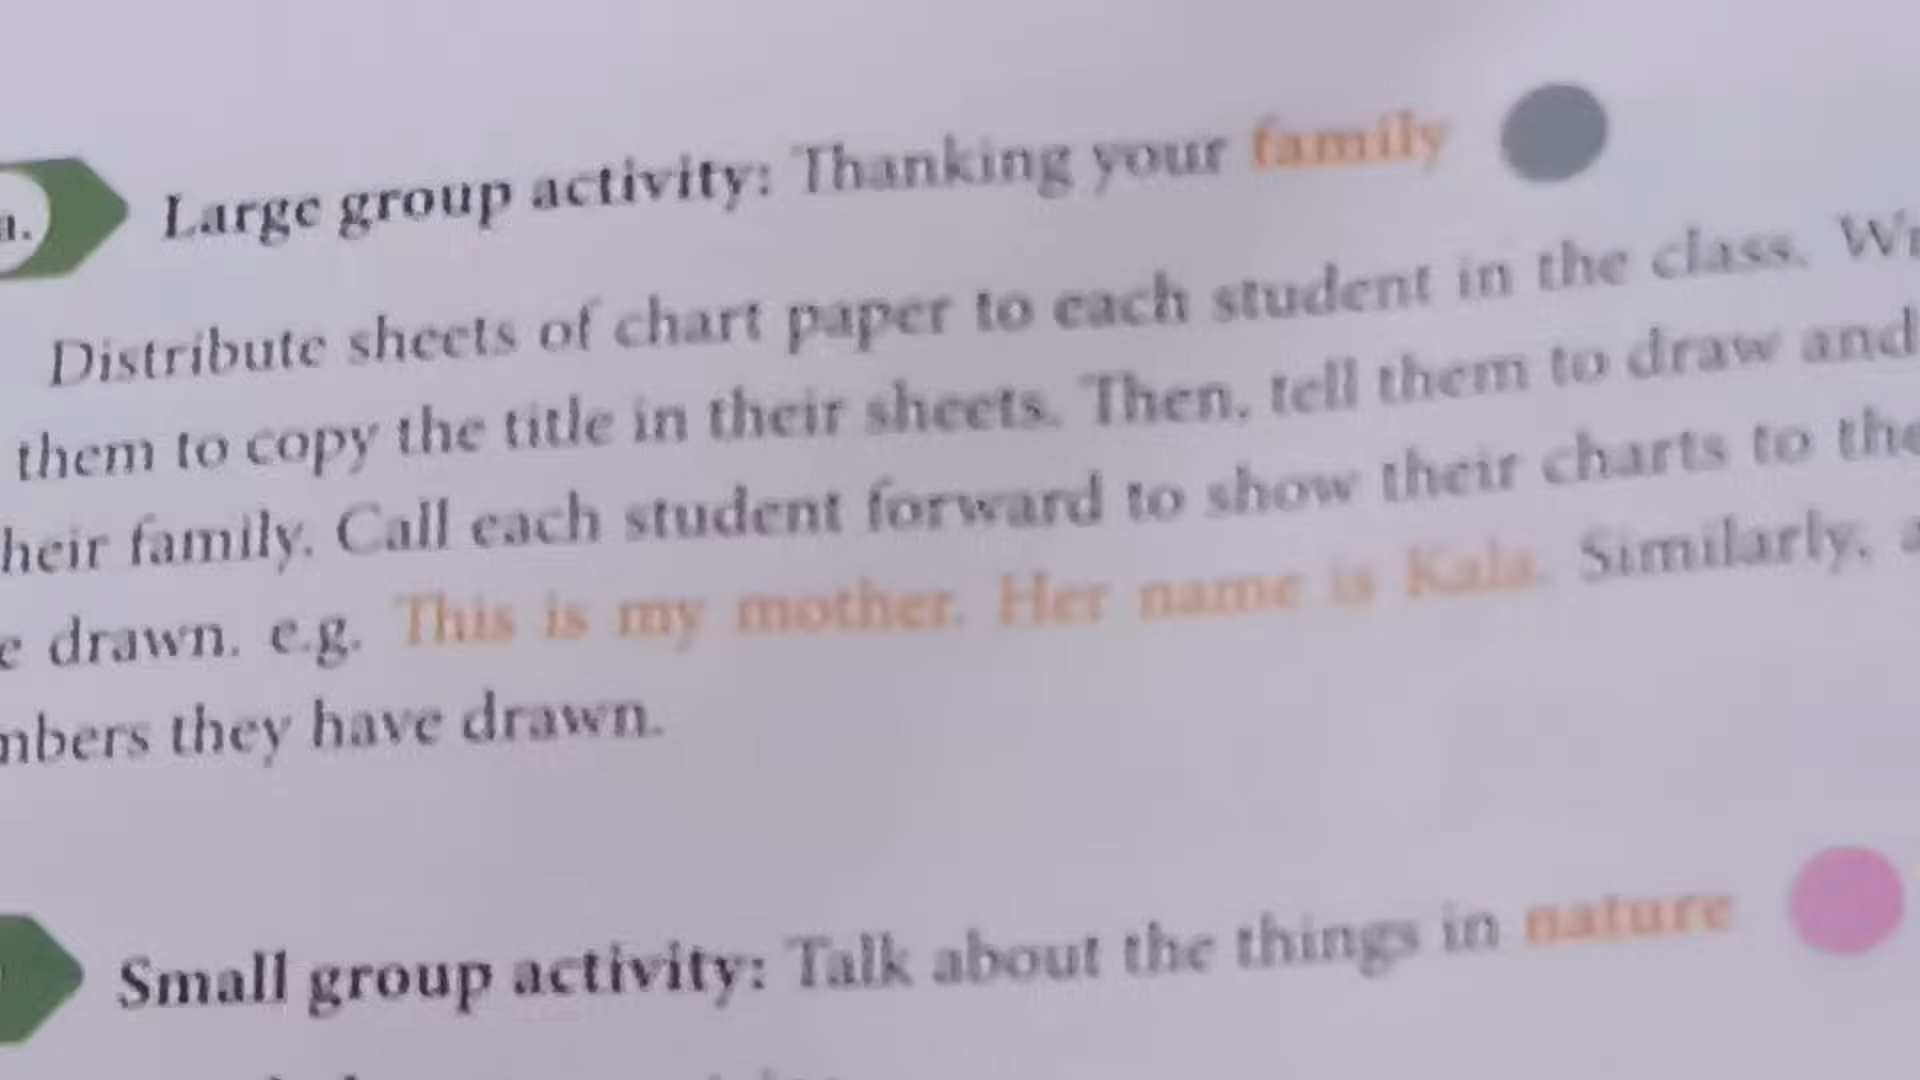 a.
Large group activity: Thanking your family
Distribute sheets of chart paper to each student in the class.
them to copy the title in their sheets. Then, tell them to draw and
heir family. Call each student forward to show their charts to the
e drawn. e.g. This is my mother. Her name is Kala. Similarly, a
mbers they have drawn.
Small group activity: Talk about the things in nature